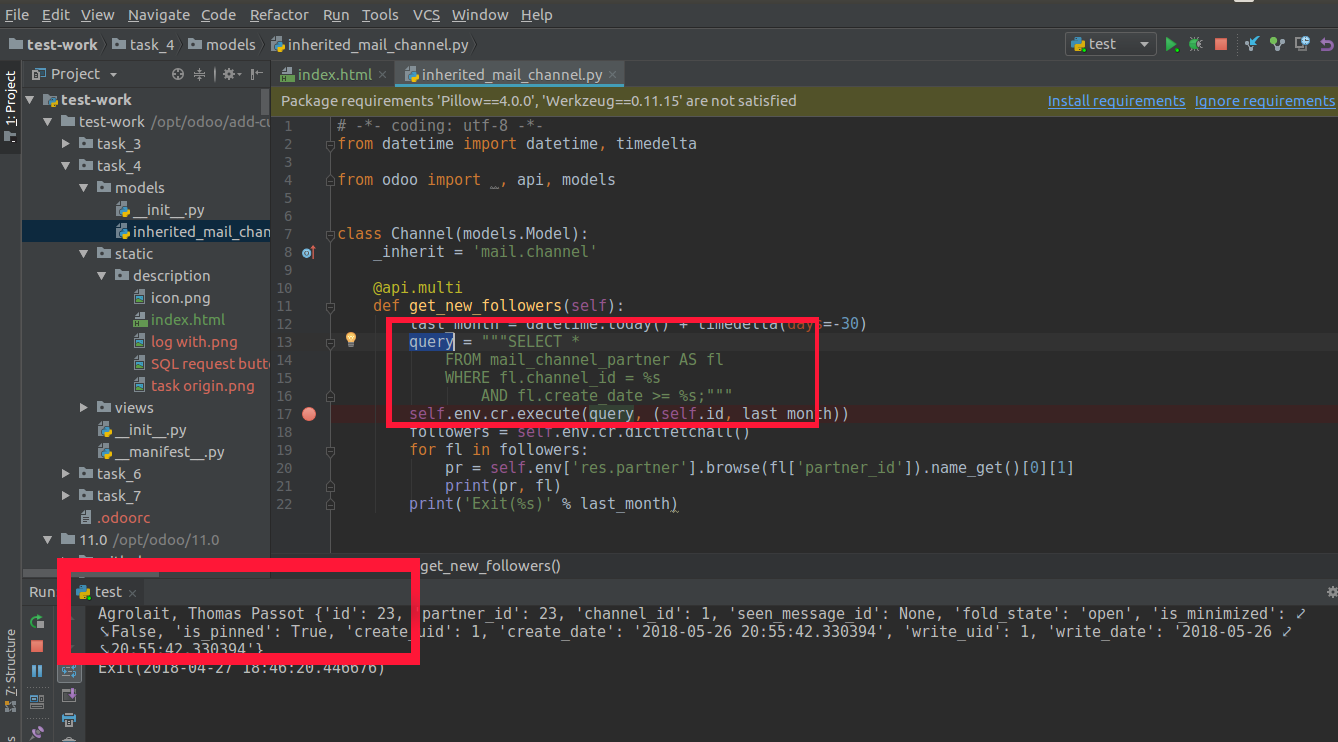 File Edit View Navigate Code Refactor Run Tools VCS Window Help
test-work task_4 models inherited_mail_channel.py test
1: Project
Project index.html inherited_mail_channel.py
Package requirements 'Pillow==4.0.0', 'Werkzeug==0.11.15' are not satisfied Install requirements Ignore requirements
test-work
test-work /opt/odoo/add-cu
task_3
task_4
models
__init__.py
inherited_mail_chan
static
description
icon.png
index.html
log with.png
SQL request butt
task origin.png
views
__init__.py
__manifest__.py
task_6
task_7
.odoorc
11.0 /opt/odoo/11.0
1 # -*- coding: utf-8 -*-
2 from datetime import datetime, timedelta
3
4 from odoo import _, api, models
5
6
7 class Channel(models.Model):
8 _inherit = 'mail.channel'
9
10 @api.multi
11 def get_new_followers(self):
12 last_month = datetime.today() + timedelta(days=-30)
13 query = """SELECT *
14 FROM mail_channel_partner AS fl
15 WHERE fl.channel_id = %s
16 AND fl.create_date >= %s;"""
17 self.env.cr.execute(query, (self.id, last_month))
18 followers = self.env.cr.dictfetchall()
19 for fl in followers:
20 pr = self.env['res.partner'].browse(fl['partner_id']).name_get()[0][1]
21 print(pr, fl)
22 print('Exit(%s)' % last_month)
get_new_followers()
Run test
Agrolait, Thomas Passot {'id': 23, 'partner_id': 23, 'channel_id': 1, 'seen_message_id': None, 'fold_state': 'open', 'is_minimized':
False, 'is_pinned': True, 'create_uid': 1, 'create_date': '2018-05-26 20:55:42.330394', 'write_uid': 1, 'write_date': '2018-05-26
20:55:42.330394'}
Exit(2018-04-27 18:46:20.446676)
Z: Structure